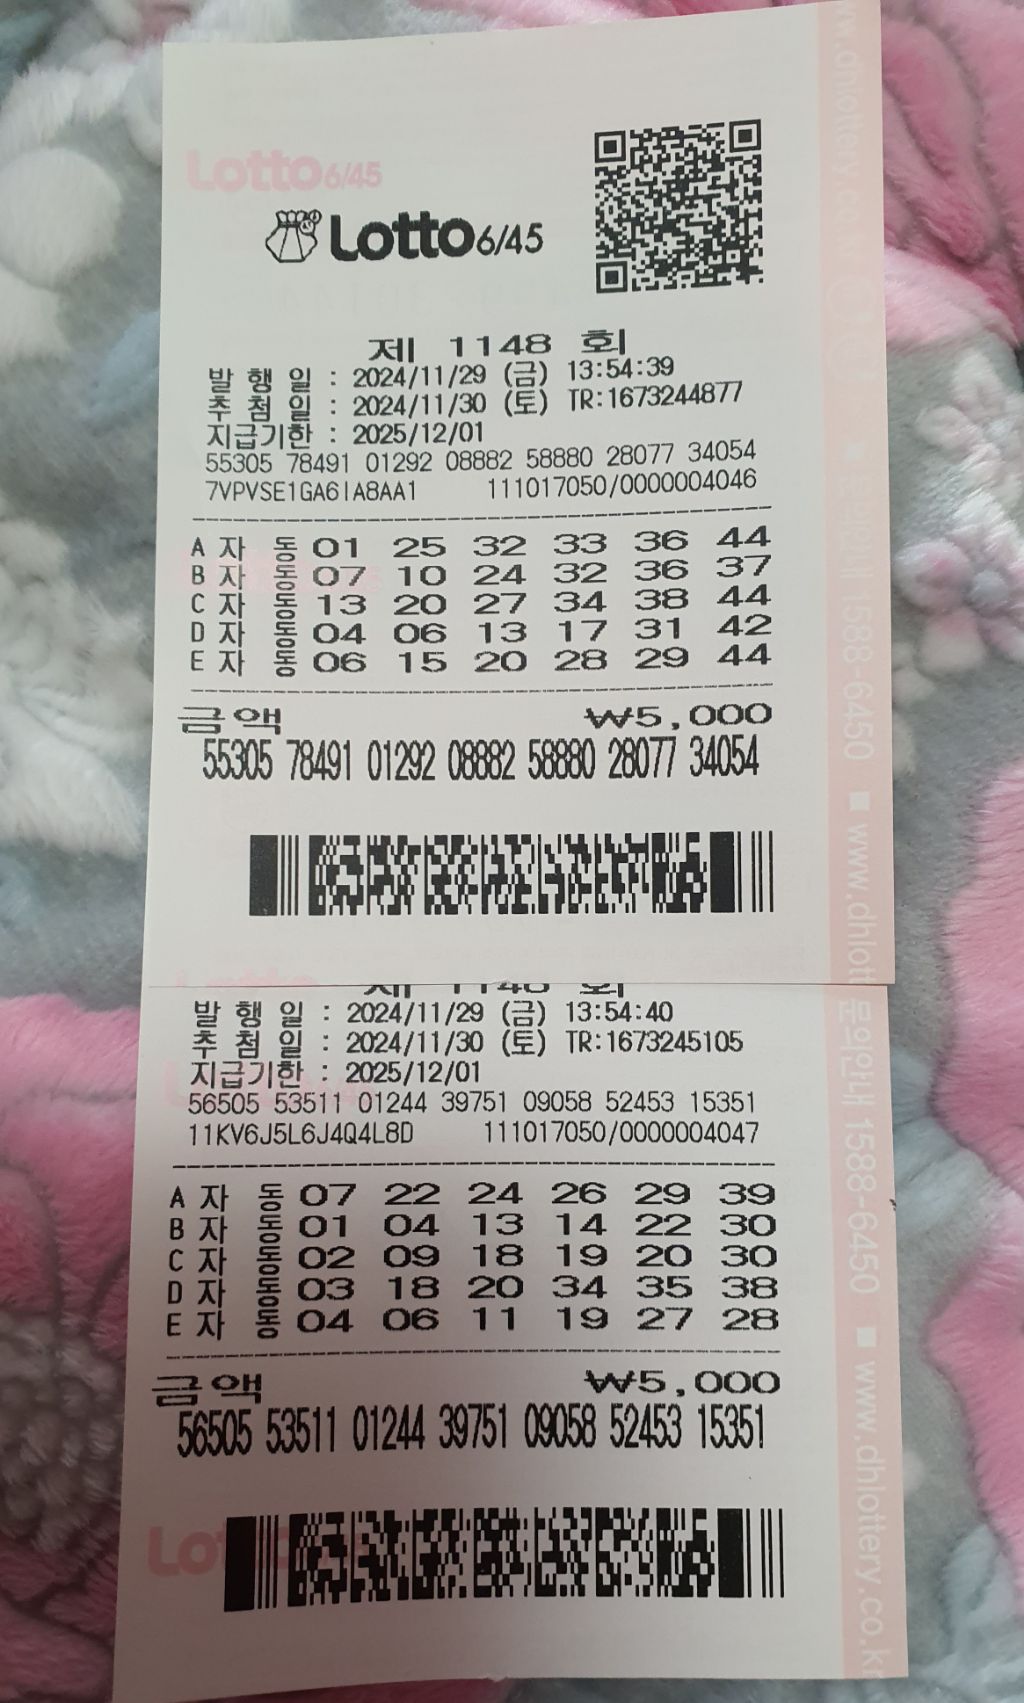 Lotto 6/45
Lotto 6/45
제 1148 회
발 행 일 : 2024/11/29 (금) 13:54:39
추 첨 일 : 2024/11/30 (토) TR:1673244877
지급기한 : 2025/12/01
55305 78491 01292 08882 58880 28077 34054
7VPVSE1GA6IA8AA1 111017050/0000004046
A 자 동 01 25 32 33 36 44
B 자 동 07 10 24 32 36 37
C 자 동 13 20 27 34 38 44
D 자 동 04 06 13 17 31 42
E 자 동 06 15 20 28 29 44
금액 ₩5,000
55305 78491 01292 08882 58880 28077 34054
제 1148 회
발 행 일 : 2024/11/29 (금) 13:54:40
추 첨 일 : 2024/11/30 (토) TR:1673245105
지급기한 : 2025/12/01
56505 53511 01244 39751 09058 52453 15351
11KV6J5L6J4Q4L8D 111017050/0000004047
A 자 동 07 22 24 26 29 39
B 자 동 01 04 13 14 22 30
C 자 동 02 09 18 19 20 30
D 자 동 03 18 20 34 35 38
E 자 동 04 06 11 19 27 28
금액 ₩5,000
56505 53511 01244 39751 09058 52453 15351
1588-6450 ■ www.dhlott
문의안내 1588-6450 ■ www.dhlottery.co.kr